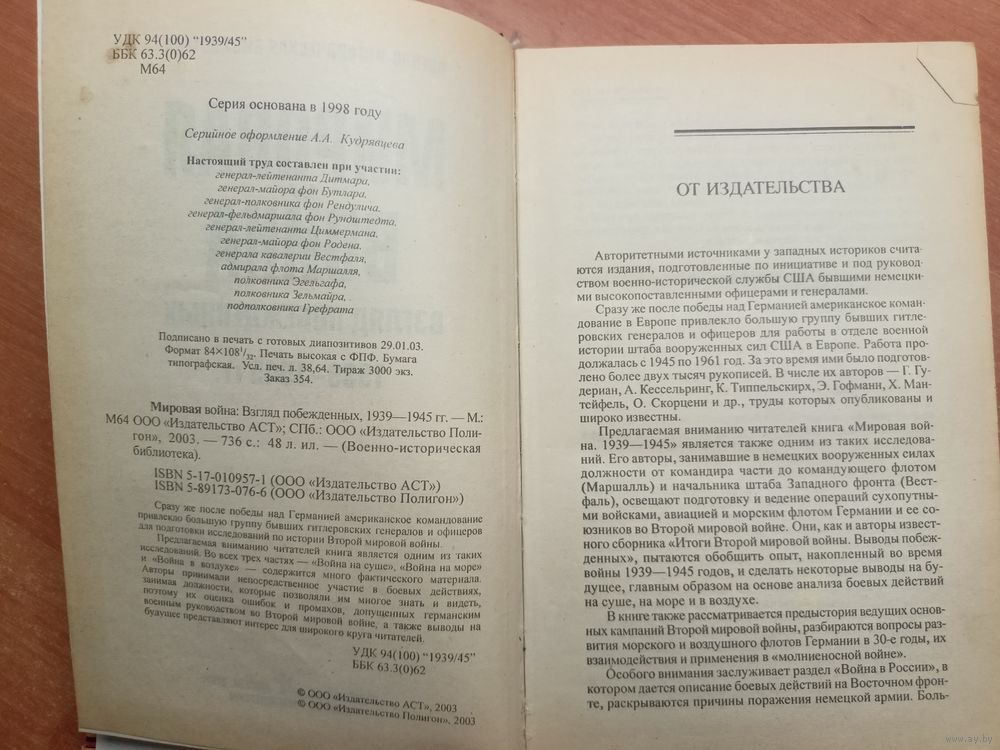 УДК 94(100) “1939/45”
ББК 63.3(0)62
М64
Серия основана в 1998 году
Серийное оформление А.А. Кудрявцева
Настоящий труд составлен при участии:
генерал-лейтенанта Дитмара,
генерал-майора фон Бутлара,
генерал-полковника фон Рендулича,
генерал-фельдмаршала фон Рундштедта,
генерал-лейтенанта Циммермана,
генерал-майора фон Родена,
генерала кавалерии Вестфаля,
адмирала флота Маршалля,
полковника Эгельгафа,
полковника Зельмайра,
подполковника Грефрата
Подписано в печать с готовых диапозитивов 29.01.03.
Формат 84×108¹/₃₂. Печать высокая с ФПФ. Бумага
типографская. Усл. печ. л. 38,64. Тираж 3000 экз.
Заказ 354.
Мировая война: Взгляд побежденных, 1939—1945 гг. — М.:
М64 ООО «Издательство АСТ»; СПб.: ООО «Издательство Поли-
гон», 2003. — 736 с.: 48 л. ил. — (Военно-историческая
библиотека).
ISBN 5-17-010957-1 (ООО «Издательство АСТ»)
ISBN 5-89173-076-6 (ООО «Издательство Полигон»)
Сразу же после победы над Германией американское командование
привлекло большую группу бывших гитлеровских генералов и офицеров
для подготовки исследований по истории Второй мировой войны.
Предлагаемая вниманию читателей книга является одним из таких
исследований. Во всех трех частях — «Война на суше», «Война на море»
и «Война в воздухе» — содержится много фактического материала.
Авторы принимали непосредственное участие в боевых действиях,
занимая должности, которые позволяли им многое знать и видеть,
поэтому их оценка ошибок и промахов, допущенных германским
военным руководством во Второй мировой войне, а также выводы на
будущее представляют интерес для широкого круга читателей.
УДК 94(100) “1939/45”
ББК 63.3(0)62
© ООО «Издательство АСТ», 2003
© ООО «Издательство Полигон», 2003
ОТ ИЗДАТЕЛЬСТВА
Авторитетными источниками у западных историков счита-
ются издания, подготовленные по инициативе и под руковод-
ством военно-исторической службы США бывшими немецки-
ми высокопоставленными офицерами и генералами.
Сразу же после победы над Германией американское коман-
дование в Европе привлекло большую группу бывших гитле-
ровских генералов и офицеров для работы в отделе военной
истории штаба вооруженных сил США в Европе. Работа про-
должалась с 1945 по 1961 год. За это время ими было подготов-
лено более двух тысяч рукописей. В числе их авторов — Г. Гу-
дериан, А. Кессельринг, К. Типпельскирх, Э. Гофманн, Х. Ман-
тейфель, О. Скорцени и др., труды которых опубликованы и
широко известны.
Предлагаемая вниманию читателей книга «Мировая вой-
на. 1939—1945» является также одним из таких исследова-
ний. Его авторы, занимавшие в немецких вооруженных силах
должности от командира части до командующего флотом
(Маршалль) и начальника штаба Западного фронта (Вест-
фаль), освещают подготовку и ведение операций сухопутны-
ми войсками, авиацией и морским флотом Германии и ее со-
юзников во Второй мировой войне. Они, как и авторы извест-
ного сборника «Итоги Второй мировой войны. Выводы побеж-
денных», пытаются обобщить опыт, накопленный во время
войны 1939—1945 годов, и сделать некоторые выводы на бу-
дущее, главным образом на основе анализа боевых действий
на суше, на море и в воздухе.
В книге также рассматривается предыстория ведущих основ-
ных кампаний Второй мировой войны, разбираются вопросы раз-
вития морского и воздушного флотов Германии в 30-е годы, их
взаимодействия и применения в «молниеносной войне».
Особого внимания заслуживает раздел «Война в России», в
котором дается описание боевых действий на Восточном фрон-
те, раскрываются причины поражения немецкой армии. Боль-
www.ay.by